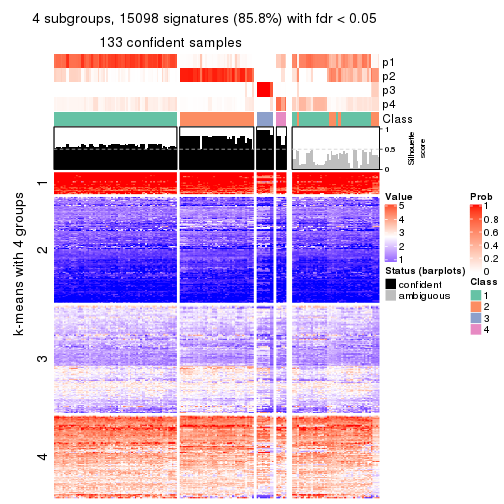 4 subgroups, 15098 signatures (85.8%) with fdr < 0.05
133 confident samples
p1
p2
p3
p4
Class
1
0.5
0
Silhouette
score
k-means with 4 groups
1
2
3
4
Value
5
4
3
2
1
Status (barplots)
confident
ambiguous
Prob
1
0.8
0.6
0.4
0.2
0
Class
1
2
3
4